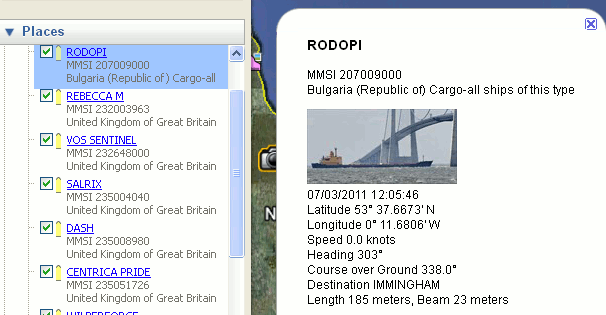 Places
RODOPI
MMSI 207009000
Bulgaria (Republic of) Cargo-all
REBECCA M
MMSI 232003963
United Kingdom of Great Britain
VOS SENTINEL
MMSI 232648000
United Kingdom of Great Britain
SALRIX
MMSI 235004040
United Kingdom of Great Britain
DASH
MMSI 235008980
United Kingdom of Great Britain
CENTRICA PRIDE
MMSI 235051726
United Kingdom of Great Britain
WILBERFORCE
N
RODOPI
MMSI 207009000
Bulgaria (Republic of) Cargo-all ships of this type
07/03/2011 12:05:46
Latitude 53° 37.6673' N
Longitude 0° 11.6806' W
Speed 0.0 knots
Heading 303°
Course over Ground 338.0°
Destination IMMINGHAM
Length 185 meters, Beam 23 meters